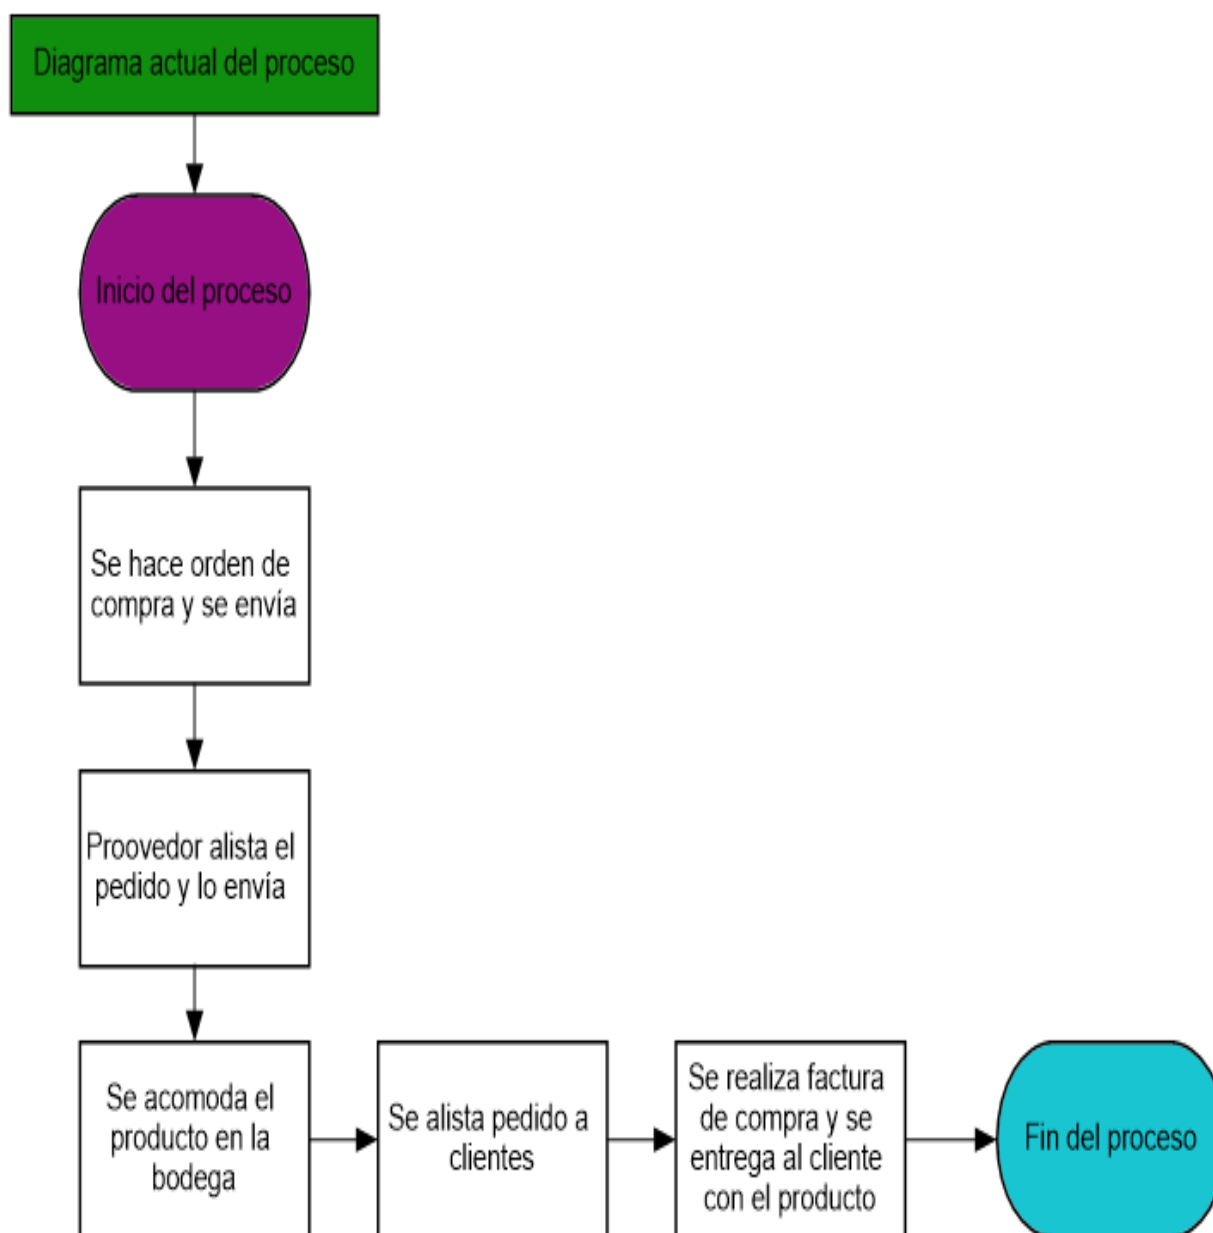 Diagrama actual del proceso
Inicio del proceso
Se hace orden de
compra y se envía
Proovedor alista el
pedido y lo envía
Se acomoda el
producto en la
bodega
Se alista pedido a
clientes
Se realiza factura
de compra y se
entrega al cliente
con el producto
Fin del proceso